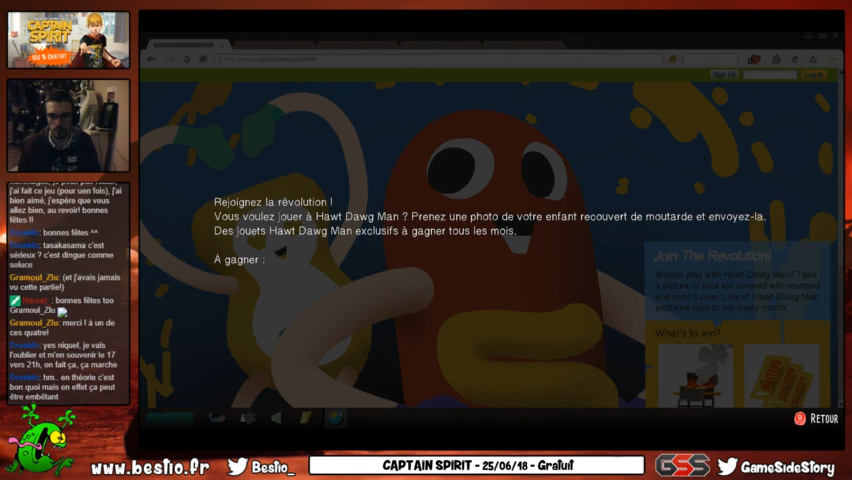 CAPTAIN
SPIRIT
100 % GRATUIT
j'ai fait ce jeu (pour uen fois), j'ai
bien aimé, j'espère que vous
allez bien, au revoir! bonnes
fêtes !!
: bonnes fêtes ^^
: tasakasama c'est
sérieux ? c'est dingue comme
soluce
Gramoul_Zlu: (et j'avais jamais
vu cette partie!)
: bonnes fêtes too
Gramoul_Zlu
Gramoul_Zlu: merci ! à un de
ces quatre!
: yes niquel, je vais
l'oublier et m'en souvenir le 17
vers 21h, on fait ça, ça marche
: hm.. en théorie c'est
bon quoi mais en effet ça peut
être embêtant
Sign Up
Log In
Rejoignez la révolution !
Vous voulez jouer à Hawt Dawg Man ? Prenez une photo de votre enfant recouvert de moutarde et envoyez-la.
Des jouets Hawt Dawg Man exclusifs à gagner tous les mois.
À gagner :
Join The Revolution!
Wanna play with Hawt Dawg Man? Take
a picture of your kid covered with mustard
and send it over. Lots of Hawt Dawg Man
exclusive toys to win every month.
What's to win?
B RETOUR
www.bestio.fr
Bestio_
CAPTAIN SPIRIT - 25/06/18 - Gratuit
GSS
GameSideStory